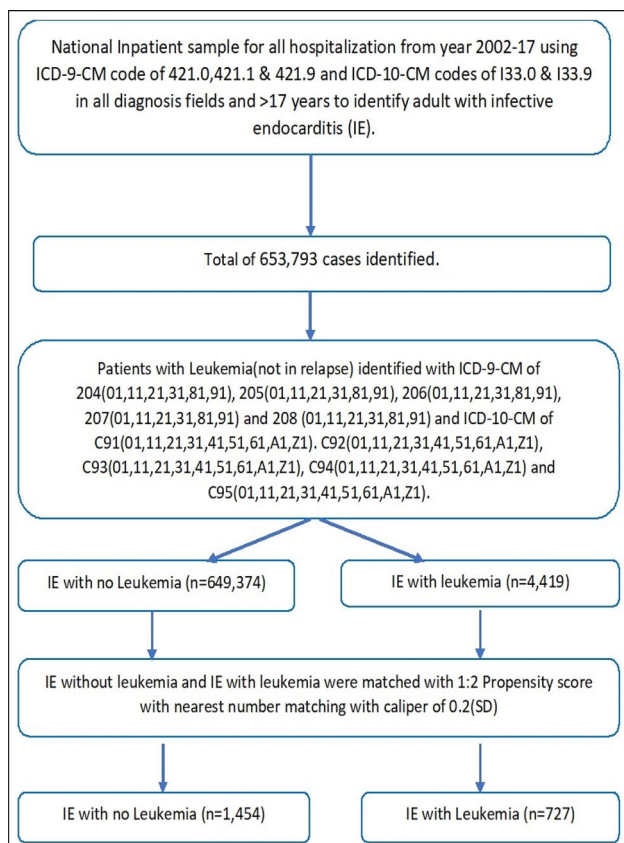 National Inpatient sample for all hospitalization from year 2002-17 using
ICD-9-CM code of 421.0,421.1 & 421.9 and ICD-10-CM codes of I33.0 & I33.9
in all diagnosis fields and >17 years to identify adult with infective
endocarditis (IE).
Total of 653,793 cases identified.
Patients with Leukemia(not in relapse) identified with ICD-9-CM of
204(01,11,21,31,81,91), 205(01,11,21,31,81,91), 206(01,11,21,31,81,91),
207(01,11,21,31,81,91) and 208 (01,11,21,31,81,91) and ICD-10-CM of
C91(01,11,21,31,41,51,61,A1,Z1). C92(01,11,21,31,41,51,61,A1,Z1),
C93(01,11,21,31,41,51,61,A1,Z1), C94(01,11,21,31,41,51,61,A1,Z1) and
C95(01,11,21,31,41,51,61,A1,Z1).
IE with no Leukemia (n=649,374)
IE with leukemia (n=4,419)
IE without leukemia and IE with leukemia were matched with 1:2 Propensity score
with nearest number matching with caliper of 0.2(SD)
IE with no Leukemia (n=1,454)
IE with Leukemia (n=727)